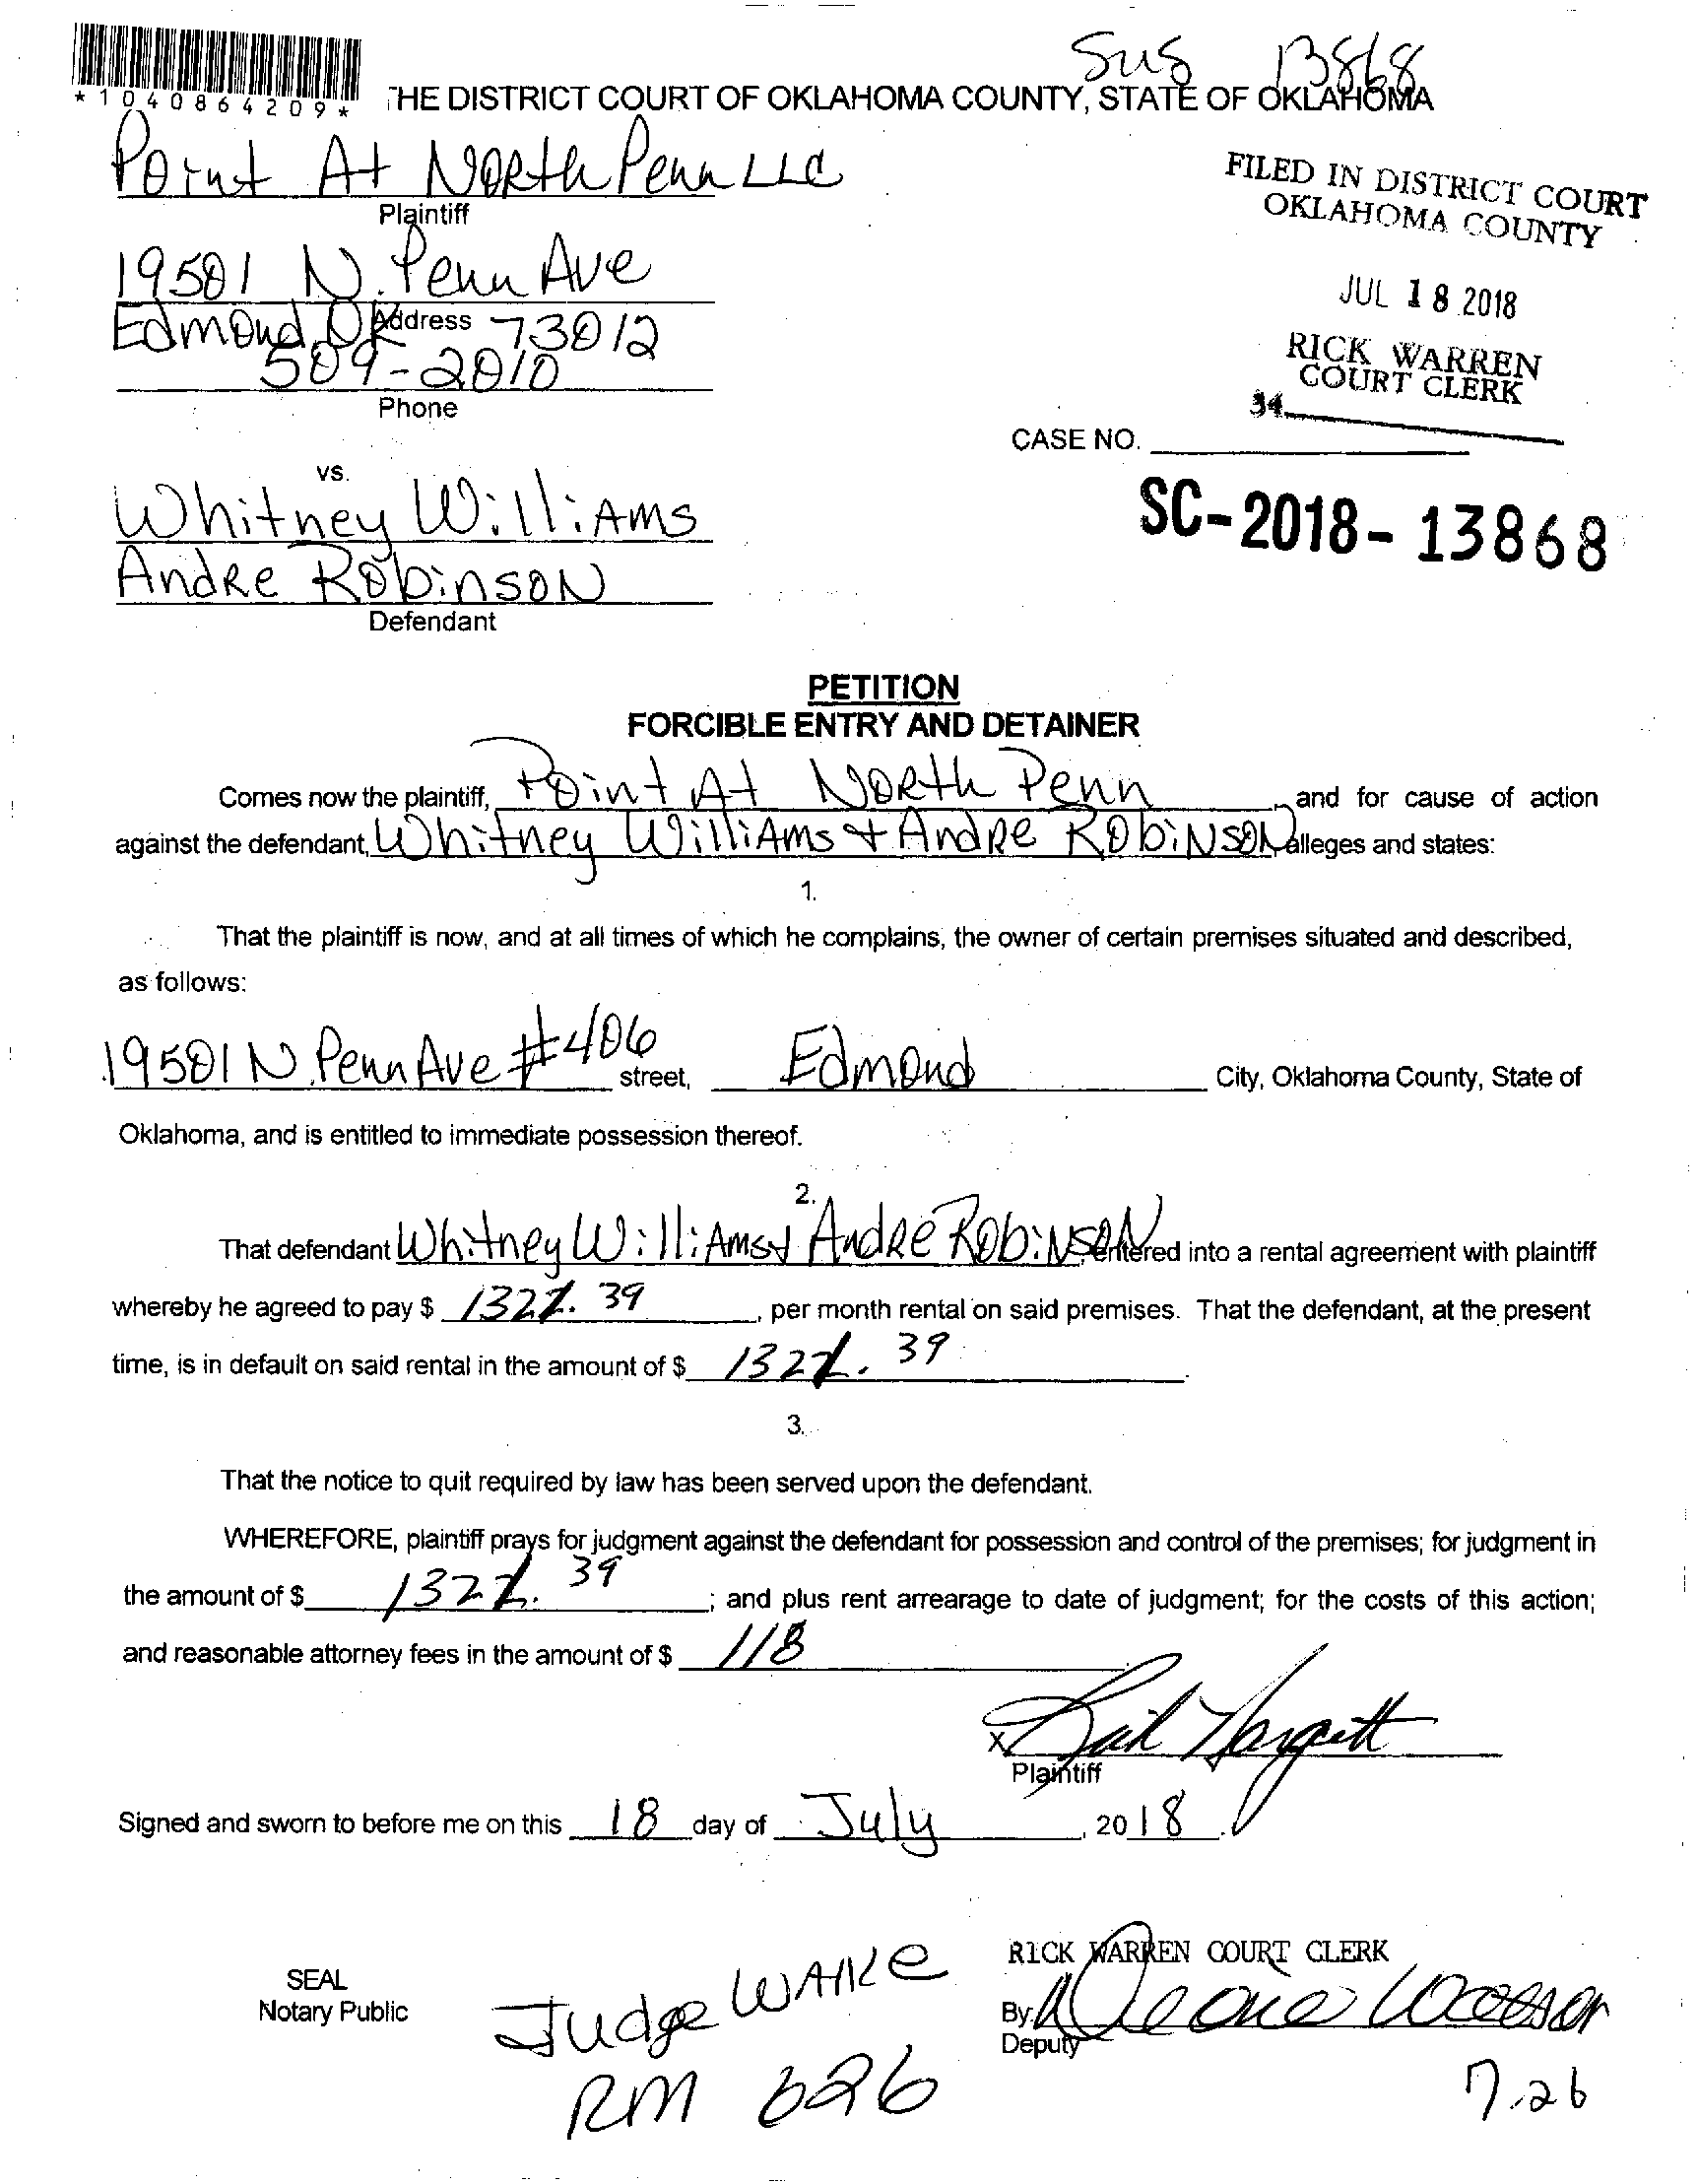 Sus 13868
*1040864209*
THE DISTRICT COURT OF OKLAHOMA COUNTY, STATE OF OKLAHOMA
Point At North Penn LLC
Plaintiff
19501 N. Penn Ave
Edmond, OK 73012
Address
509-2010
Phone
FILED IN DISTRICT COURT
OKLAHOMA COUNTY
JUL 18 2018
RICK WARREN
COURT CLERK
34
CASE NO.
SC-2018-13868
vs.
Whitney Williams
Andre Robinson
Defendant
PETITION
FORCIBLE ENTRY AND DETAINER
Comes now the plaintiff, Point At North Penn, and for cause of action
against the defendant, Whitney Williams + Andre Robinson alleges and states:
1.
That the plaintiff is now, and at all times of which he complains, the owner of certain premises situated and described,
as follows:
19501 N. Penn Ave #406 street, Edmond City, Oklahoma County, State of
Oklahoma, and is entitled to immediate possession thereof.
2.
That defendant Whitney Williams + Andre Robinson, entered into a rental agreement with plaintiff
whereby he agreed to pay $ 1322.39, per month rental on said premises. That the defendant, at the present
time, is in default on said rental in the amount of $ 1322.39.
3.
That the notice to quit required by law has been served upon the defendant.
WHEREFORE, plaintiff prays for judgment against the defendant for possession and control of the premises; for judgment in
the amount of $ 1322.39; and plus rent arrearage to date of judgment; for the costs of this action;
and reasonable attorney fees in the amount of $ 118
X Gail Hargett
Plaintiff
Signed and sworn to before me on this 18 day of July, 2018.
SEAL
Notary Public
Judge WAlke
RM 626
RICK WARREN COURT CLERK
By
Deputy
7.26